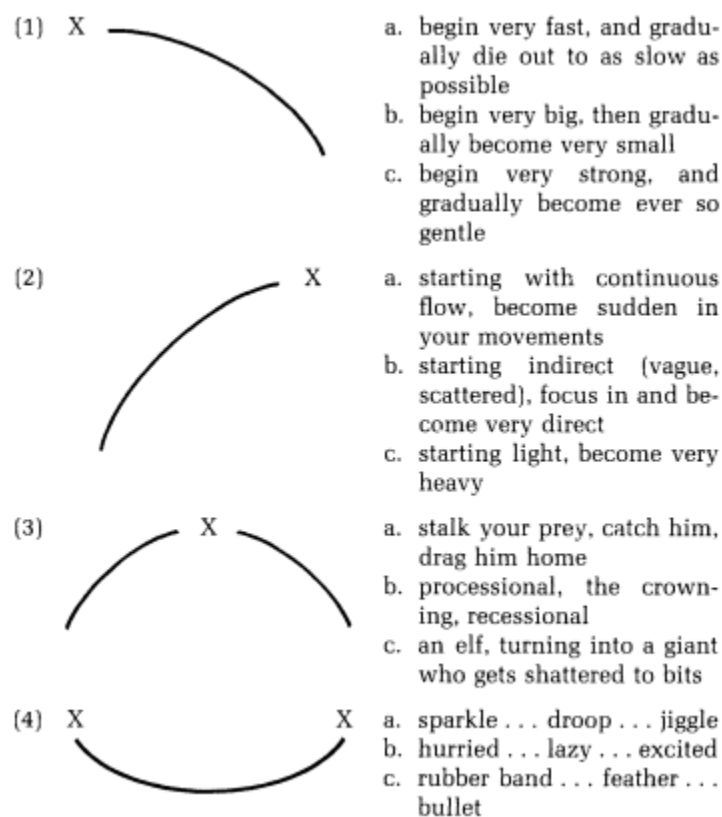 (1) X a. begin very fast, and gradu-
ally die out to as slow as
possible
b. begin very big, then gradu-
ally become very small
c. begin very strong, and
gradually become ever so
gentle
(2) X a. starting with continuous
flow, become sudden in
your movements
b. starting indirect (vague,
scattered), focus in and be-
come very direct
c. starting light, become very
heavy
(3) X a. stalk your prey, catch him,
drag him home
b. processional, the crown-
ing, recessional
c. an elf, turning into a giant
who gets shattered to bits
(4) X X a. sparkle . . . droop . . . jiggle
b. hurried . . . lazy . . . excited
c. rubber band . . . feather . . .
bullet